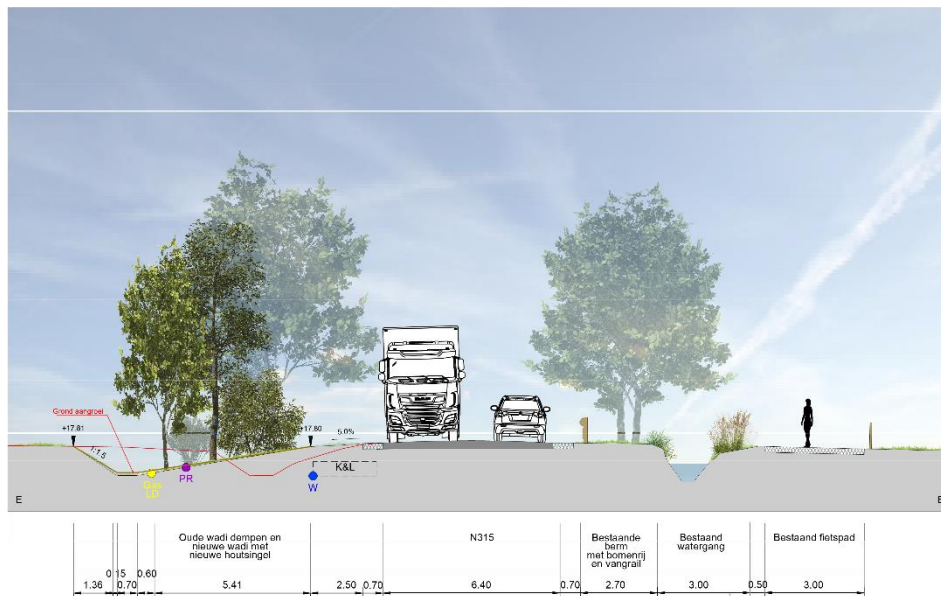 Grond aangroei
+17.81
+17.80
5.0%
1:1.5
K&L
Gas
LD
PR
W
E
E
Oude wadi dempen en
nieuwe wadi met
nieuwe houtsingel
N315
Bestaande
berm
met bomenrij
en vangrail
Bestaand
watergang
Bestaand fietspad
0.15 0.60
1.36 0.70 5.41 2.50 0.70 6.40 0.70 2.70 3.00 0.50 3.00